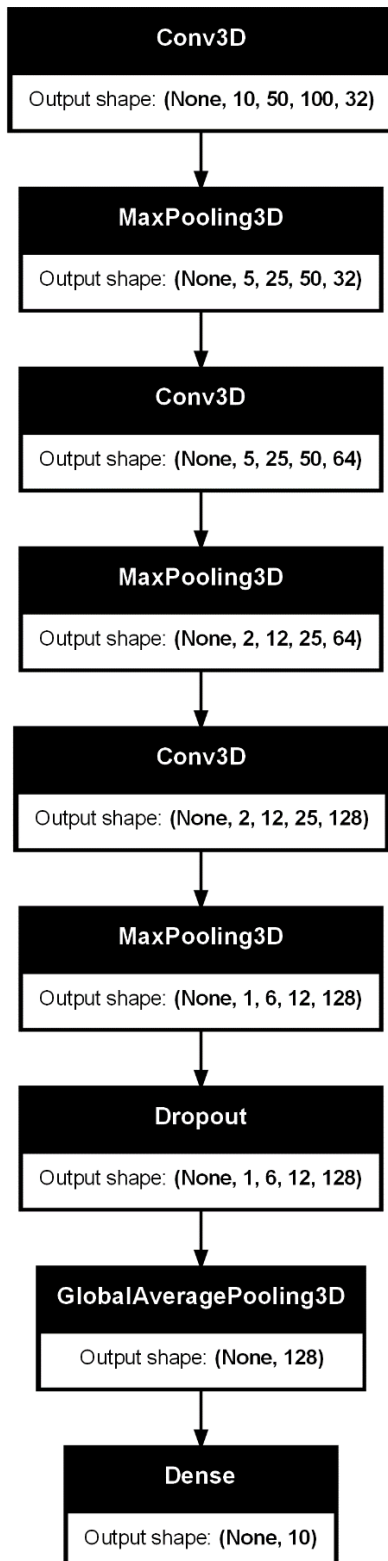 Conv3D
Output shape: (None, 10, 50, 100, 32)
MaxPooling3D
Output shape: (None, 5, 25, 50, 32)
Conv3D
Output shape: (None, 5, 25, 50, 64)
MaxPooling3D
Output shape: (None, 2, 12, 25, 64)
Conv3D
Output shape: (None, 2, 12, 25, 128)
MaxPooling3D
Output shape: (None, 1, 6, 12, 128)
Dropout
Output shape: (None, 1, 6, 12, 128)
GlobalAveragePooling3D
Output shape: (None, 128)
Dense
Output shape: (None, 10)